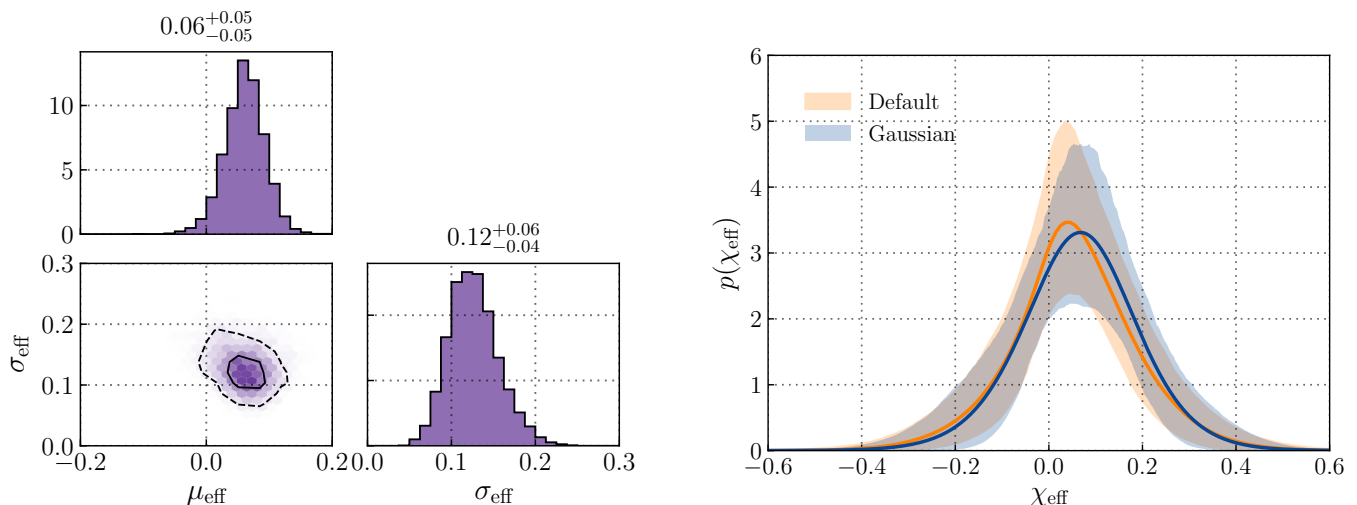 0.06^{+0.05}_{-0.05}
10
5
0
0.12^{+0.06}_{-0.04}
0.3
0.2
0.1
0.0
σ_eff
−0.2 0.0 0.2
μ_eff
0.0 0.1 0.2 0.3
σ_eff
6
5
4
3
2
1
0
p(χ_eff)
Default
Gaussian
−0.6 −0.4 −0.2 0.0 0.2 0.4 0.6
χ_eff